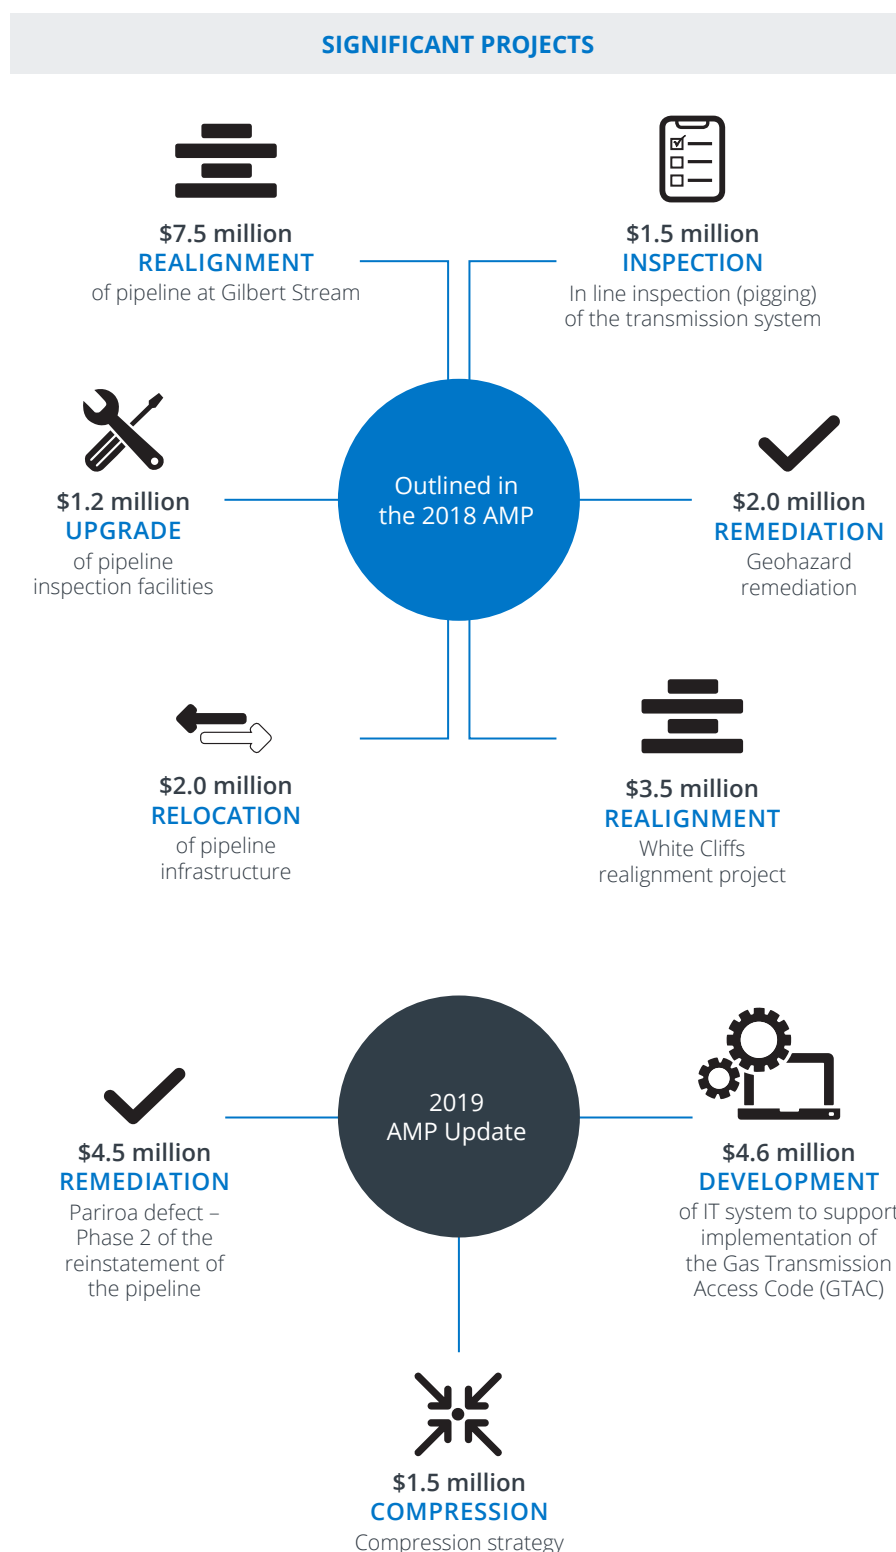 SIGNIFICANT PROJECTS
$7.5 million
REALIGNMENT
of pipeline at Gilbert Stream
$1.5 million
INSPECTION
In line inspection (pigging)
of the transmission system
Outlined in
the 2018 AMP
$1.2 million
UPGRADE
of pipeline
inspection facilities
$2.0 million
REMEDIATION
Geohazard
remediation
$2.0 million
RELOCATION
of pipeline
infrastructure
$3.5 million
REALIGNMENT
White Cliffs
realignment project
2019
AMP Update
$4.5 million
REMEDIATION
Pariroa defect –
Phase 2 of the
reinstatement of
the pipeline
$4.6 million
DEVELOPMENT
of IT system to support
implementation of
the Gas Transmission
Access Code (GTAC)
$1.5 million
COMPRESSION
Compression strategy